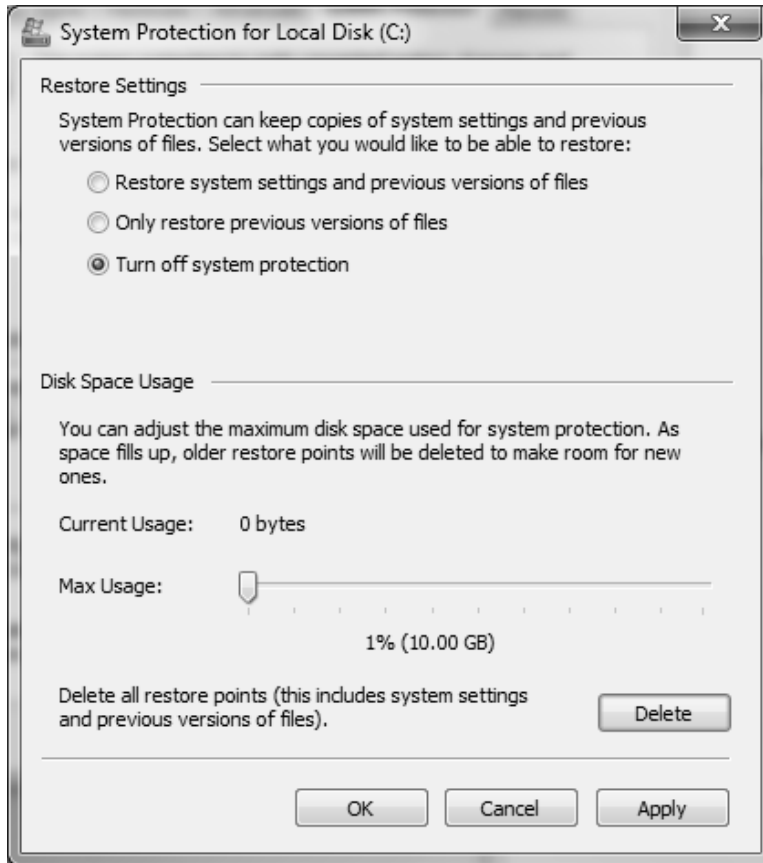 System Protection for Local Disk (C:)
Restore Settings
System Protection can keep copies of system settings and previous
versions of files. Select what you would like to be able to restore:
Restore system settings and previous versions of files
Only restore previous versions of files
Turn off system protection
Disk Space Usage
You can adjust the maximum disk space used for system protection. As
space fills up, older restore points will be deleted to make room for new
ones.
Current Usage: 0 bytes
Max Usage:
1% (10.00 GB)
Delete all restore points (this includes system settings
and previous versions of files).
Delete
OK Cancel Apply